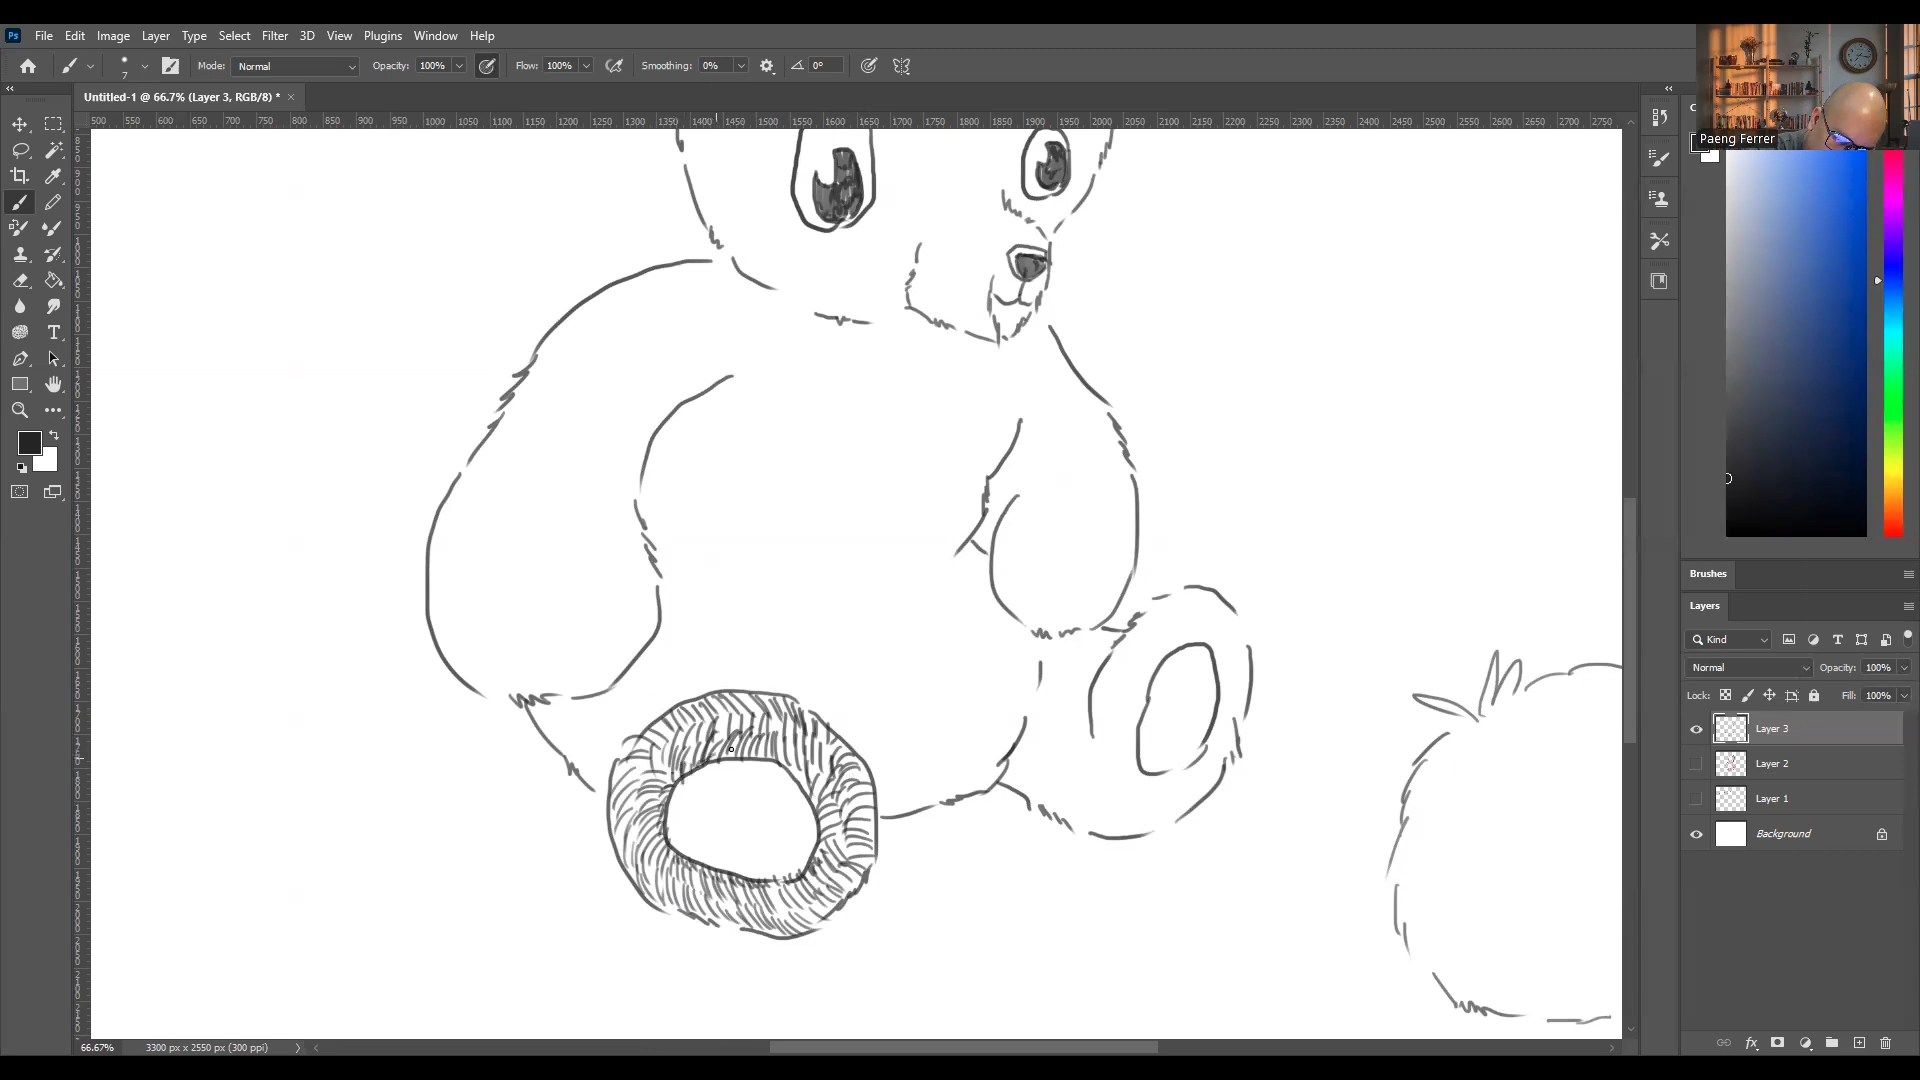 Ps File Edit Image Layer Type Select Filter 3D View Plugins Window Help
7 Mode: Normal Opacity: 100% Flow: 100% Smoothing: 0% 0°
Untitled-1 @ 66.7% (Layer 3, RGB/8) *
500 550 600 650 700 750 800 850 900 950 1000 1050 1100 1150 1200 1250 1300 1350 1400 1450 1500 1550 1600 1650 1700 1750 1800 1850 1900 1950 2000 2050 2100 2150 2200 2250 2300 2350 2400 2450 2500 2550 2600 2650 2700 2750
Paeng Ferrer
Brushes
Layers
Kind
Normal Opacity: 100%
Lock: Fill: 100%
Layer 3
Layer 2
Layer 1
Background
66.67% 3300 px x 2550 px (300 ppi)